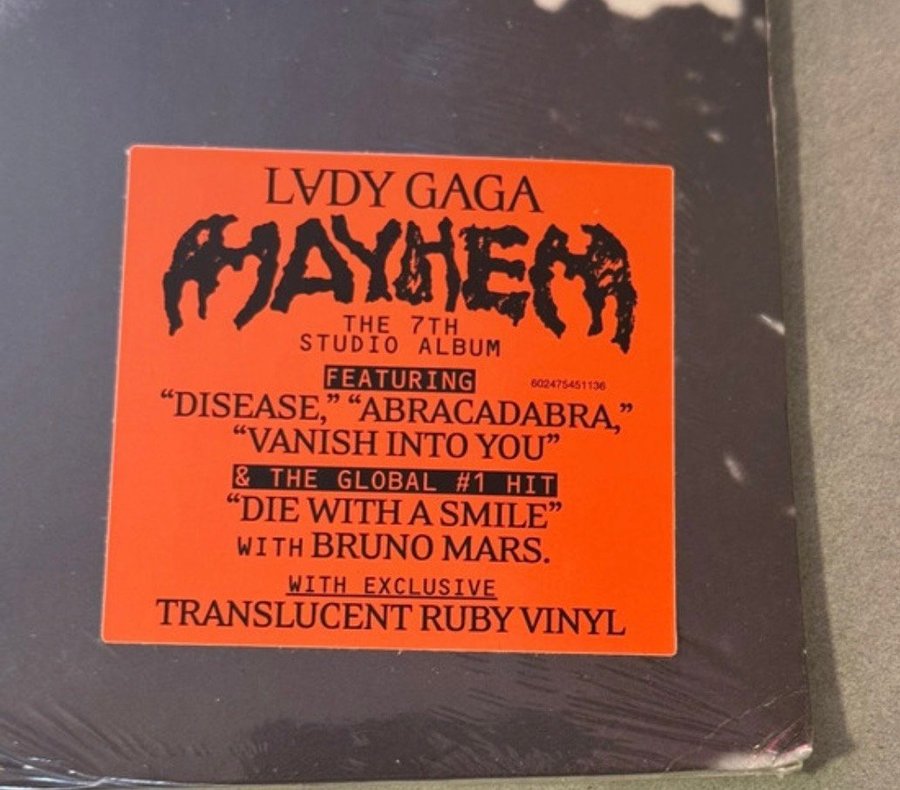 L∀DY GAGA
MAYHEM
THE 7TH
STUDIO ALBUM
FEATURING
602475451136
“DISEASE,” “ABRACADABRA,”
“VANISH INTO YOU”
& THE GLOBAL #1 HIT
“DIE WITH A SMILE”
WITH BRUNO MARS.
WITH EXCLUSIVE
TRANSLUCENT RUBY VINYL